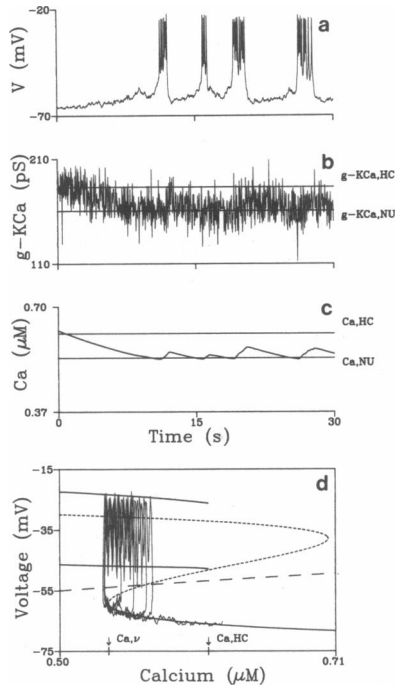 a
-20
V (mV)
-70
b
210
g-KCa (pS)
110
g-KCa,HC
g-KCa,NU
c
0.70
Ca (μM)
0.37
Ca,HC
Ca,NU
0
15
30
Time (s)
d
-15
-35
-55
-75
Voltage (mV)
Ca,ν
Ca,HC
0.50
0.71
Calcium (μM)